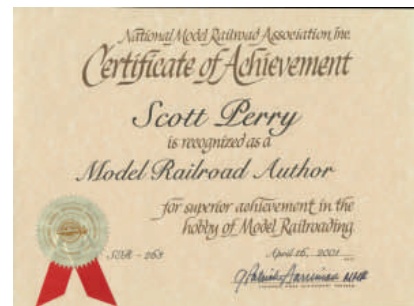 National Model Railroad Association, inc.
Certificate of Achievement
Scott Perry
is recognized as a
Model Railroad Author
for superior achievement in the
hobby of Model Railroading
April 16, 2001